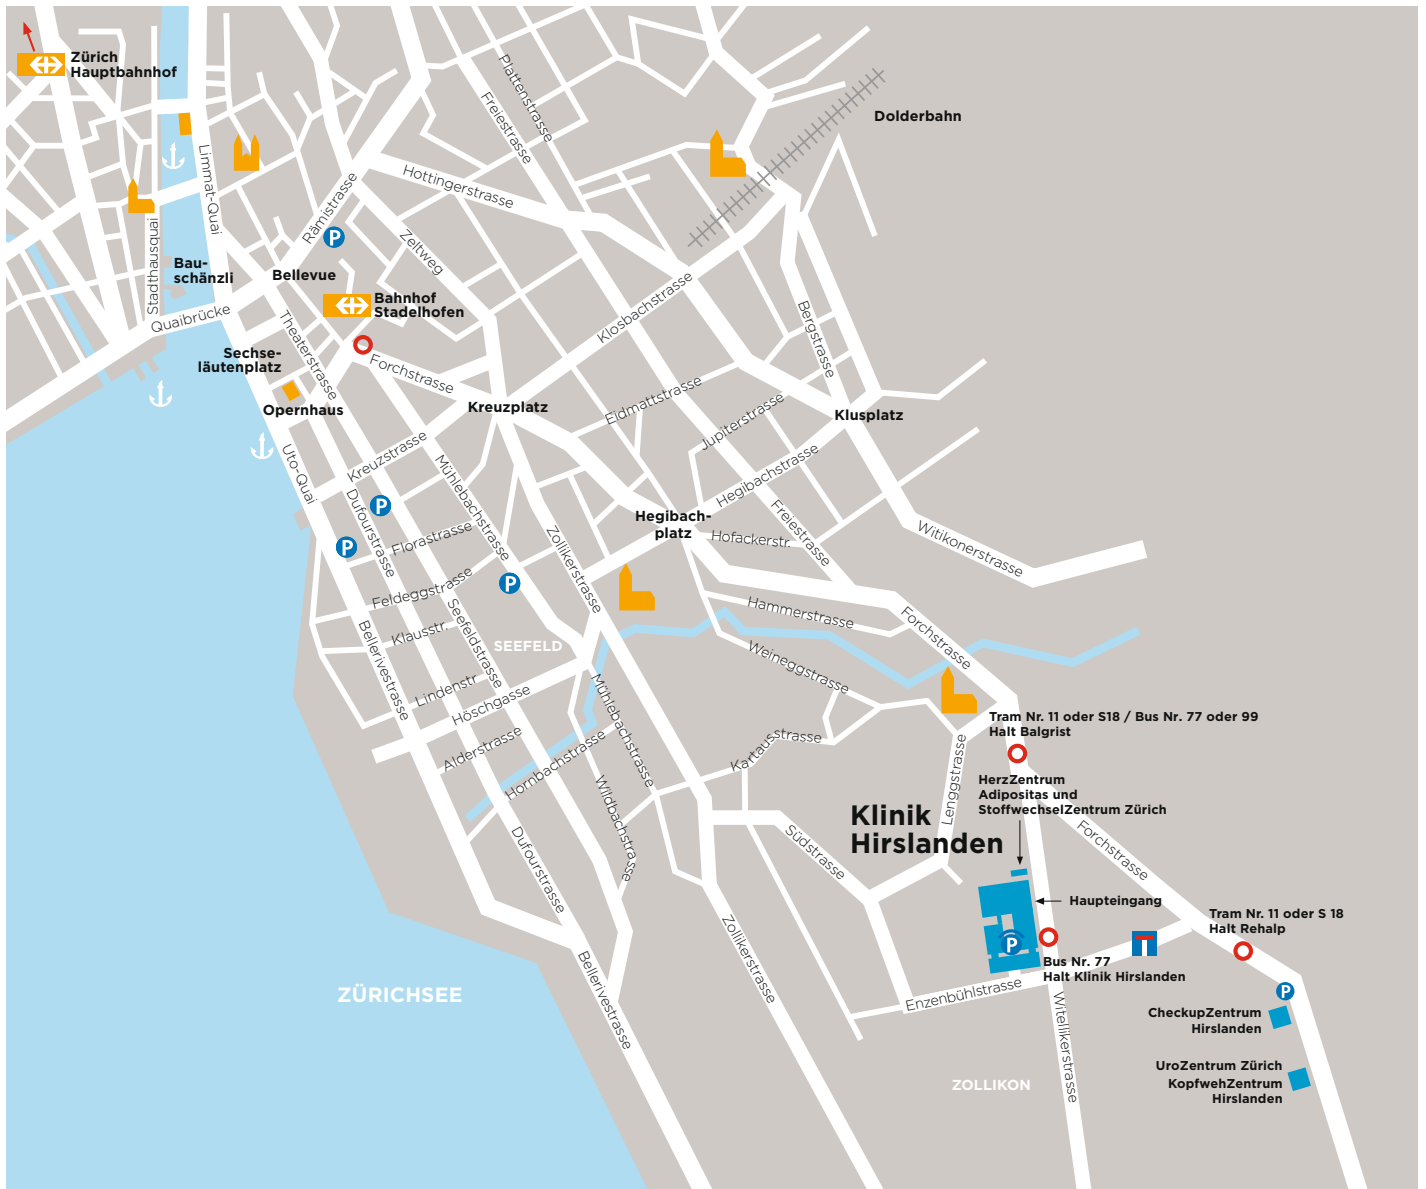 Zürich
Hauptbahnhof
Plattenstrasse
Freiestrasse
Dolderbahn
Limmat-Quai
Hottingerstrasse
Rämistrasse
P
Zeltweg
Stadthausquai
Bau-
schänzli
Bellevue
Bahnhof
Stadelhofen
Quaibrücke
Theaterstrasse
Klosbachstrasse
Bergstrasse
Sechse-
läutenplatz
Forchstrasse
Opernhaus
Kreuzplatz
Eidmattstrasse
Jupiterstrasse
Klusplatz
Uto-Quai
Kreuzstrasse
Mühlebachstrasse
Hegibachstrasse
P
Dufourstrasse
Florastrasse
P
Zollikerstrasse
Hegibach-
platz
Hofackerstr.
Freiestrasse
Witikonerstrasse
P
Feldeggstrasse
Seefeldstrasse
Klausstr.
SEEFELD
Hammerstrasse
Forchstrasse
Weineggstrasse
Bellerivestrasse
Lindenstr.
Höschgasse
Mühlebachstrasse
Alderstrasse
Hornbachstrasse
Kartausstrasse
Tram Nr. 11 oder S18 / Bus Nr. 77 oder 99
Halt Balgrist
Lenggstrasse
HerzZentrum
Adipositas und
StoffwechselZentrum Zürich
Klinik
Hirslanden
Wildbachstrasse
Südstrasse
Forchstrasse
Dufourstrasse
Haupteingang
Tram Nr. 11 oder S 18
Halt Rehalp
P
Zollikerstrasse
Bus Nr. 77
Halt Klinik Hirslanden
Bellerivestrasse
ZÜRICHSEE
Enzenbühlstrasse
P
Witellikerstrasse
CheckupZentrum
Hirslanden
UroZentrum Zürich
KopfwehZentrum
Hirslanden
ZOLLIKON